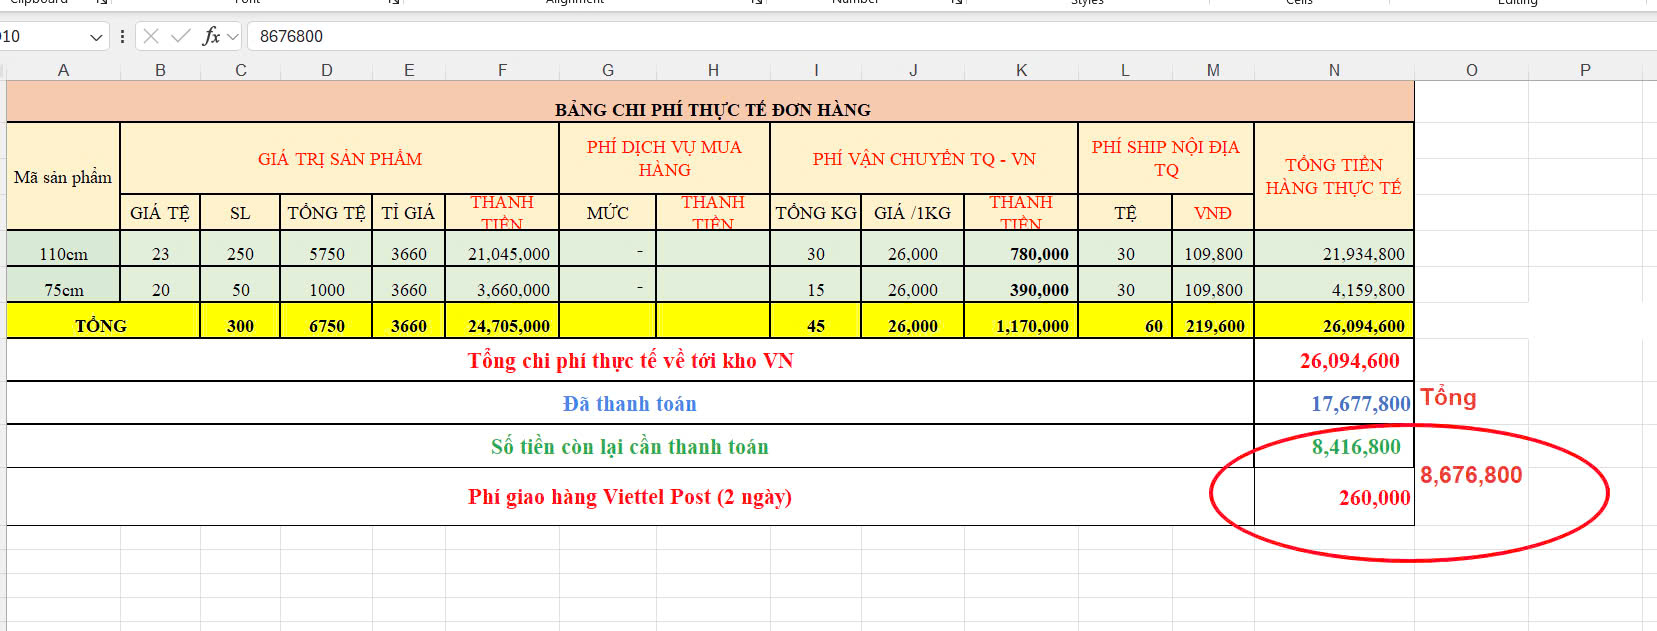 Clipboard Font Alignment Number Styles Cells Editing
10 fx 8676800
A B C D E F G H I J K L M N O P
BẢNG CHI PHÍ THỰC TẾ ĐƠN HÀNG
Mã sản phẩm GIÁ TRỊ SẢN PHẨM PHÍ DỊCH VỤ MUA HÀNG PHÍ VẬN CHUYỂN TQ - VN PHÍ SHIP NỘI ĐỊA TQ TỔNG TIỀN HÀNG THỰC TẾ
GIÁ TỆ SL TỔNG TỆ TỈ GIÁ THANH TIỀN MỨC THANH TIỀN TỔNG KG GIÁ /1KG THANH TIỀN TỆ VNĐ
110cm 23 250 5750 3660 21,045,000 - 30 26,000 780,000 30 109,800 21,934,800
75cm 20 50 1000 3660 3,660,000 - 15 26,000 390,000 30 109,800 4,159,800
TỔNG 300 6750 3660 24,705,000 45 26,000 1,170,000 60 219,600 26,094,600
Tổng chi phí thực tế về tới kho VN 26,094,600
Đã thanh toán 17,677,800 Tổng
Số tiền còn lại cần thanh toán 8,416,800
8,676,800
Phí giao hàng Viettel Post (2 ngày) 260,000